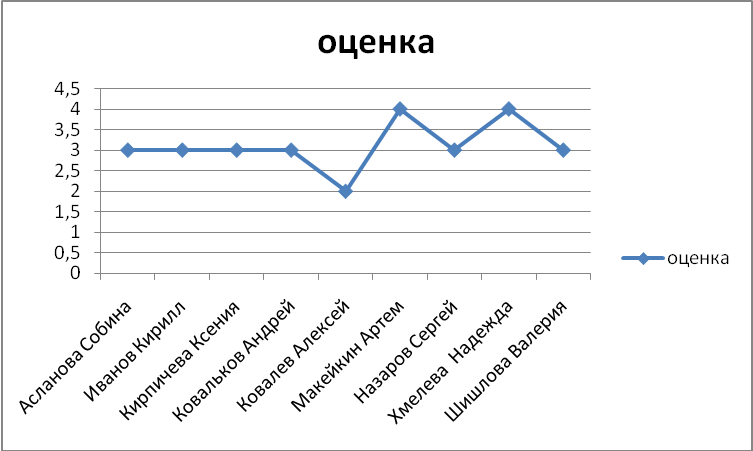 оценка
4,5
4
3,5
3
2,5
2
1,5
1
0,5
0
Асланова Собина
Иванов Кирилл
Кирпичева Ксения
Ковальков Андрей
Ковалев Алексей
Макейкин Артем
Назаров Сергей
Хмелева Надежда
Шишлова Валерия
оценка